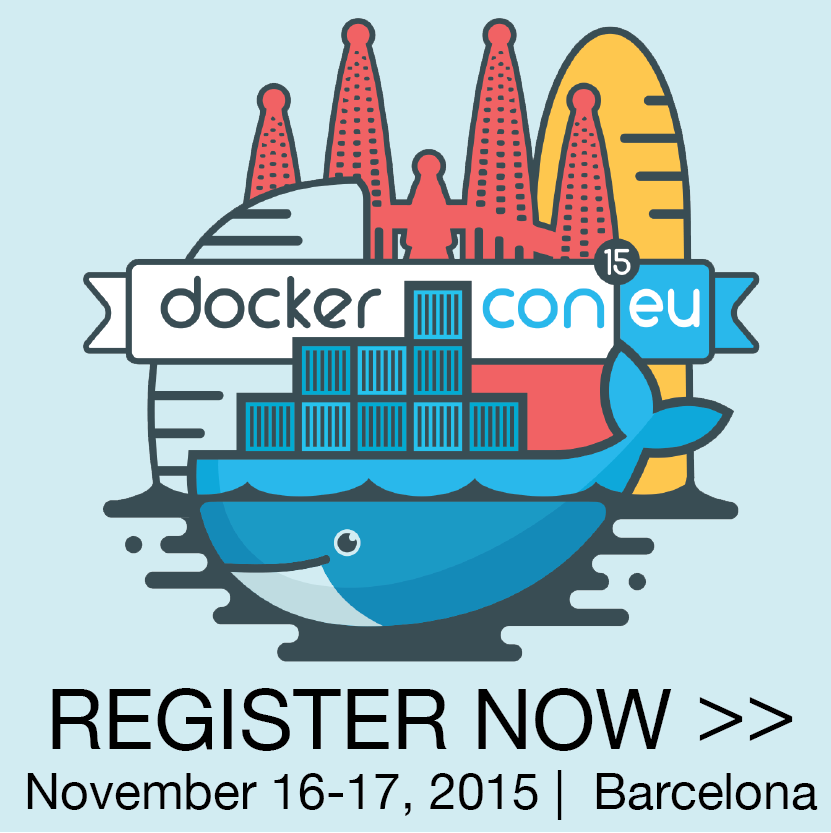 15
docker con eu
REGISTER NOW >>
November 16-17, 2015 | Barcelona